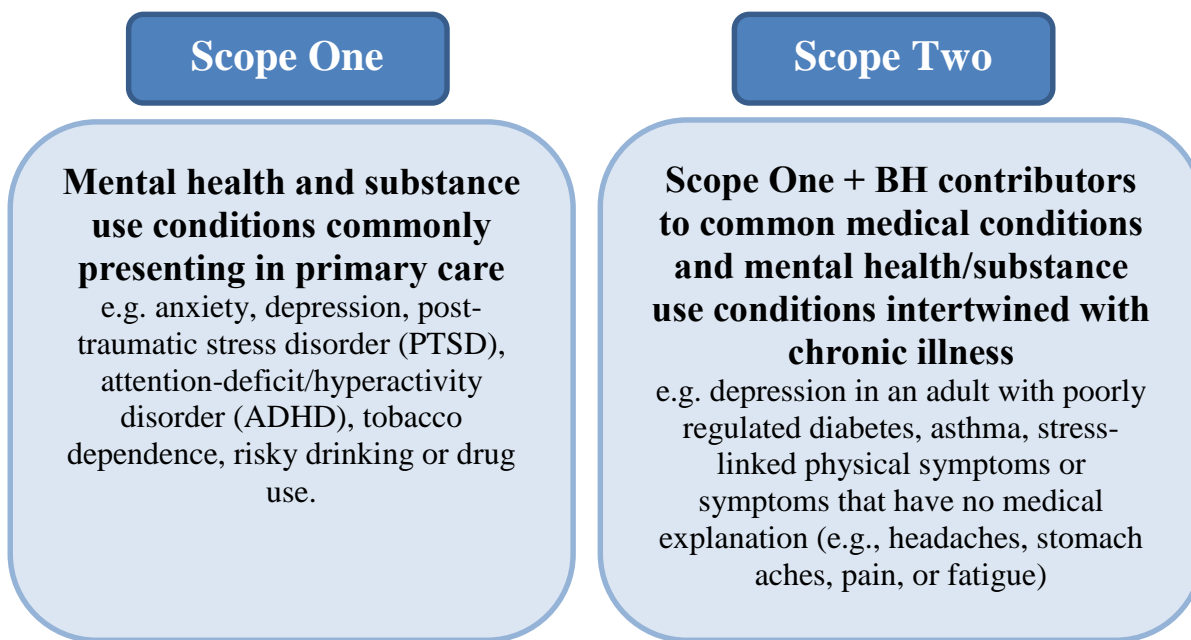 Scope One
Mental health and substance
use conditions commonly
presenting in primary care
e.g. anxiety, depression, post-
traumatic stress disorder (PTSD),
attention-deficit/hyperactivity
disorder (ADHD), tobacco
dependence, risky drinking or drug
use.
Scope Two
Scope One + BH contributors
to common medical conditions
and mental health/substance
use conditions intertwined with
chronic illness
e.g. depression in an adult with poorly
regulated diabetes, asthma, stress-
linked physical symptoms or
symptoms that have no medical
explanation (e.g., headaches, stomach
aches, pain, or fatigue)